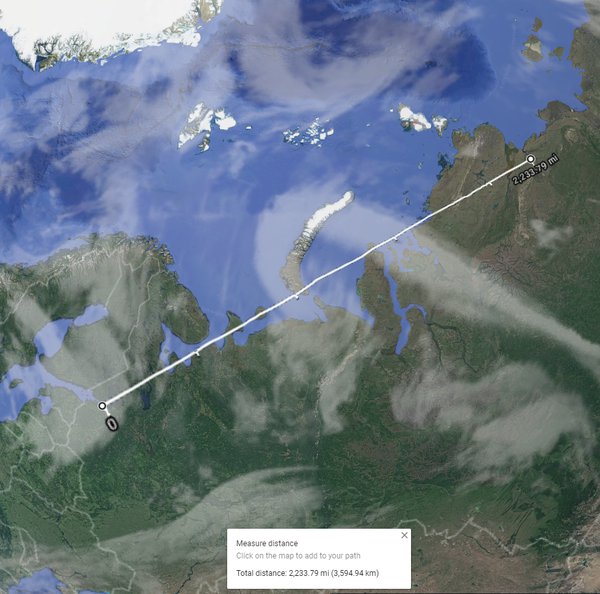 2,233.79 mi
0
Measure distance
Click on the map to add to your path
Total distance: 2,233.79 mi (3,594.94 km)